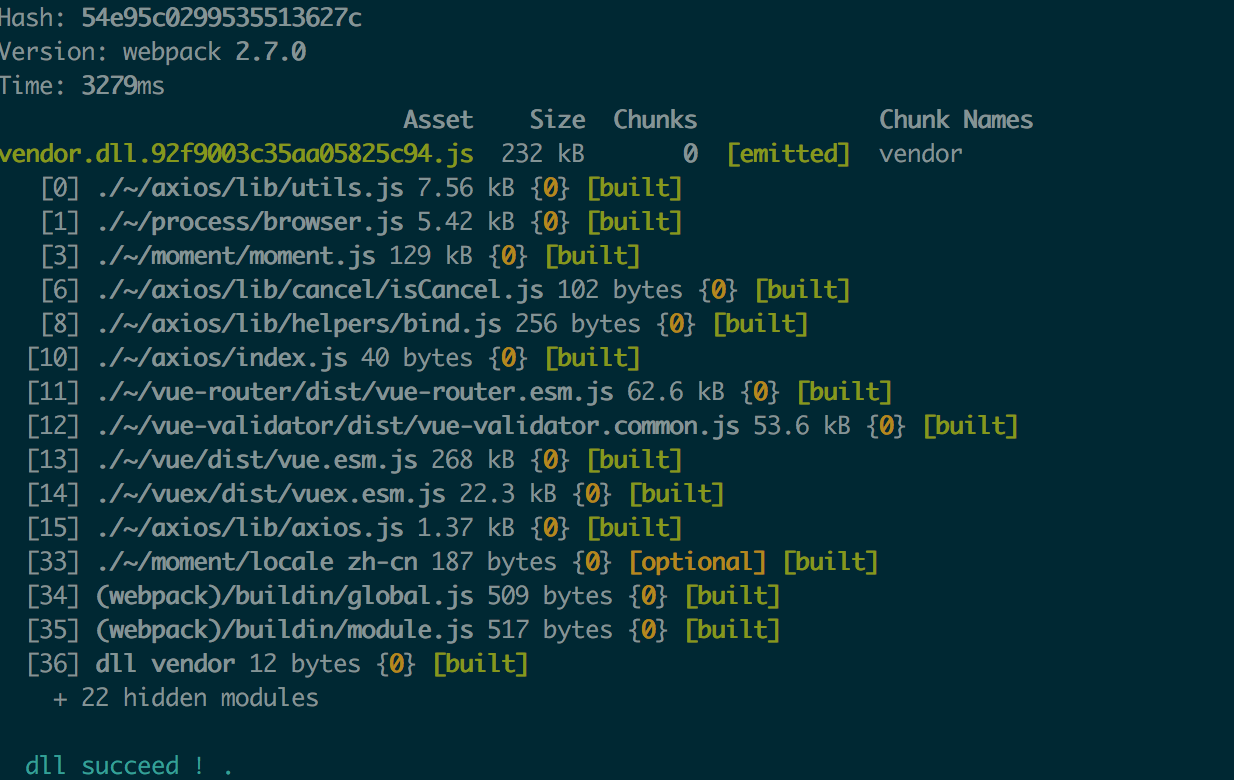 Hash: 54e95c0299535513627c
Version: webpack 2.7.0
Time: 3279ms
Asset Size Chunks Chunk Names
vendor.dll.92f9003c35aa05825c94.js 232 kB 0 [emitted] vendor
[0] ./~/axios/lib/utils.js 7.56 kB {0} [built]
[1] ./~/process/browser.js 5.42 kB {0} [built]
[3] ./~/moment/moment.js 129 kB {0} [built]
[6] ./~/axios/lib/cancel/isCancel.js 102 bytes {0} [built]
[8] ./~/axios/lib/helpers/bind.js 256 bytes {0} [built]
[10] ./~/axios/index.js 40 bytes {0} [built]
[11] ./~/vue-router/dist/vue-router.esm.js 62.6 kB {0} [built]
[12] ./~/vue-validator/dist/vue-validator.common.js 53.6 kB {0} [built]
[13] ./~/vue/dist/vue.esm.js 268 kB {0} [built]
[14] ./~/vuex/dist/vuex.esm.js 22.3 kB {0} [built]
[15] ./~/axios/lib/axios.js 1.37 kB {0} [built]
[33] ./~/moment/locale zh-cn 187 bytes {0} [optional] [built]
[34] (webpack)/buildin/global.js 509 bytes {0} [built]
[35] (webpack)/buildin/module.js 517 bytes {0} [built]
[36] dll vendor 12 bytes {0} [built]
+ 22 hidden modules
dll succeed ! .